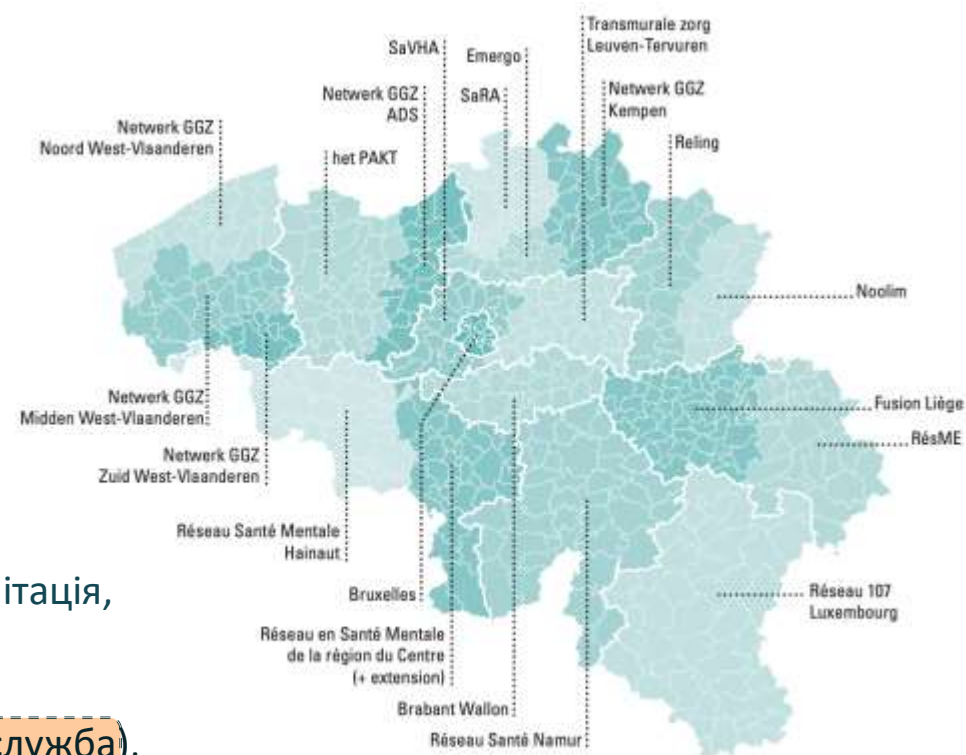 Transmurale zorg
Leuven-Tervuren
SaVHA
Emergo
Netwerk GGZ
ADS
SaRA
Netwerk GGZ
Kempen
Netwerk GGZ
Noord West-Vlaanderen
het PAKT
Reling
Noolim
Netwerk GGZ
Midden West-Vlaanderen
Fusion Liège
RésME
Netwerk GGZ
Zuid West-Vlaanderen
Réseau Santé Mentale
Hainaut
ітація,
Bruxelles
Réseau 107
Luxembourg
Réseau en Santé Mentale
de la région du Centre
(+ extension)
Brabant Wallon
служба).
Réseau Santé Namur